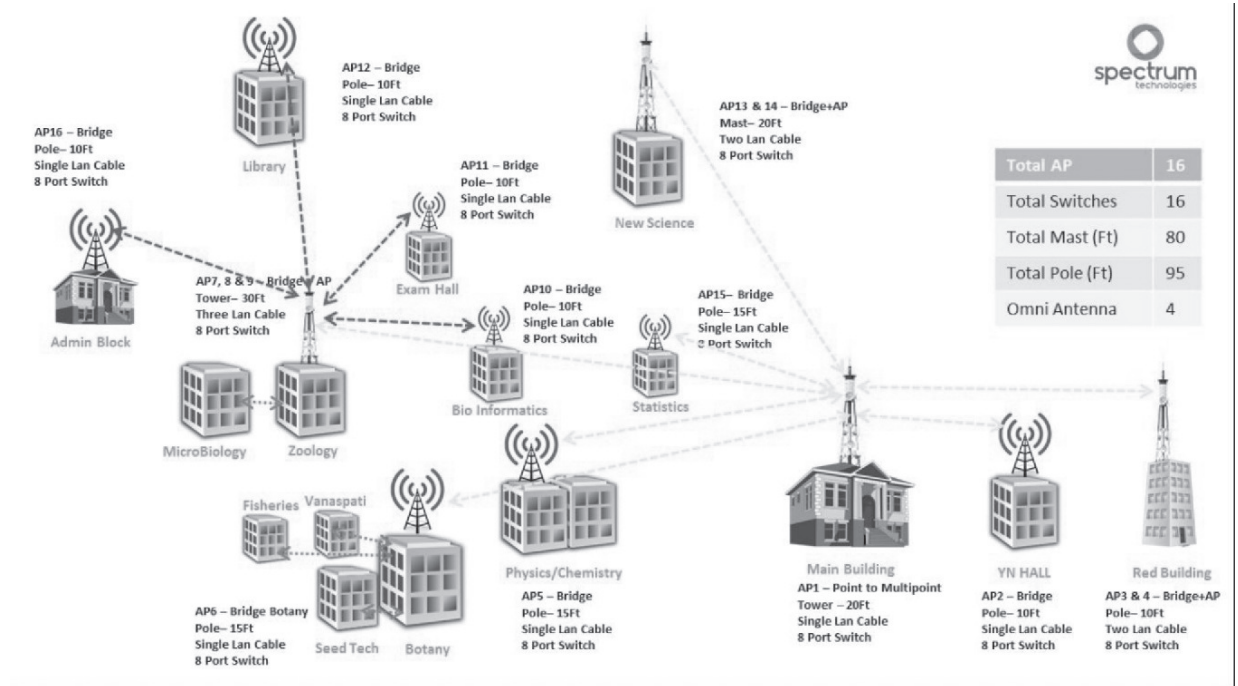 spectrum
technologies
AP12 – Bridge
Pole– 10Ft
Single Lan Cable
8 Port Switch
Library
AP16 – Bridge
Pole– 10Ft
Single Lan Cable
8 Port Switch
Admin Block
AP11 – Bridge
Pole– 10Ft
Single Lan Cable
8 Port Switch
Exam Hall
AP13 & 14 – Bridge+AP
Mast– 20Ft
Two Lan Cable
8 Port Switch
New Science
Total AP 16
Total Switches 16
Total Mast (Ft) 80
Total Pole (Ft) 95
Omni Antenna 4
AP7, 8 & 9 – Bridge AP
Tower– 30Ft
Three Lan Cable
8 Port Switch
MicroBiology
Zoology
AP10 – Bridge
Pole– 10Ft
Single Lan Cable
8 Port Switch
Bio Informatics
AP15– Bridge
Pole– 15Ft
Single Lan Cable
8 Port Switch
Statistics
Fisheries
Vanaspati
Seed Tech
Botany
AP6 – Bridge Botany
Pole– 15Ft
Single Lan Cable
8 Port Switch
Physics/Chemistry
AP5 – Bridge
Pole– 15Ft
Single Lan Cable
8 Port Switch
Main Building
AP1 – Point to Multipoint
Tower – 20Ft
Single Lan Cable
8 Port Switch
YN HALL
AP2 – Bridge
Pole– 10Ft
Single Lan Cable
8 Port Switch
Red Building
AP3 & 4 – Bridge+AP
Pole– 10Ft
Two Lan Cable
8 Port Switch